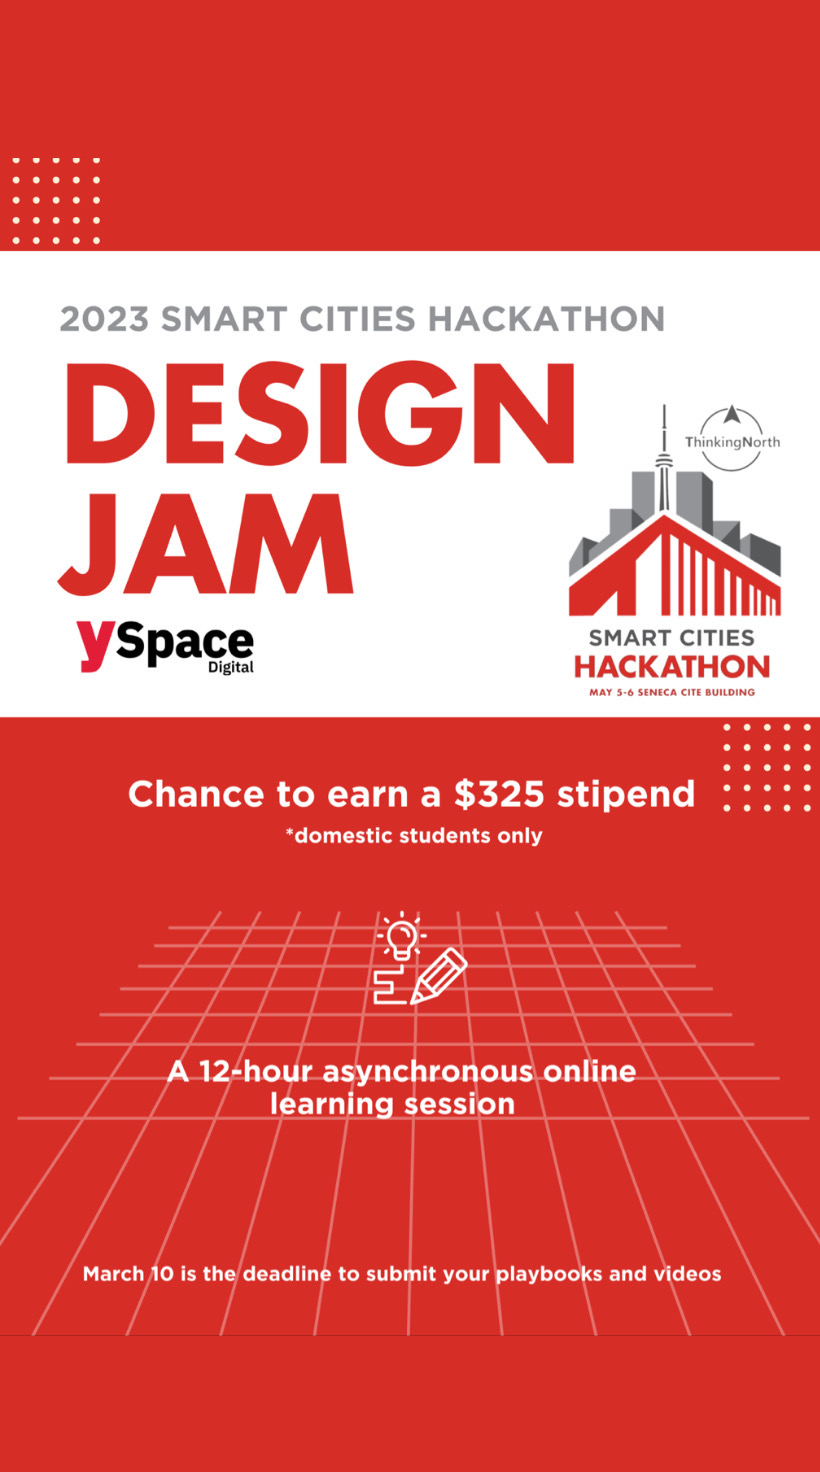 2023 SMART CITIES HACKATHON
DESIGN
JAM
ThinkingNorth
ySpace
Digital
SMART CITIES
HACKATHON
MAY 5-6 SENECA CITE BUILDING
Chance to earn a $325 stipend
*domestic students only
A 12-hour asynchronous online
learning session
March 10 is the deadline to submit your playbooks and videos